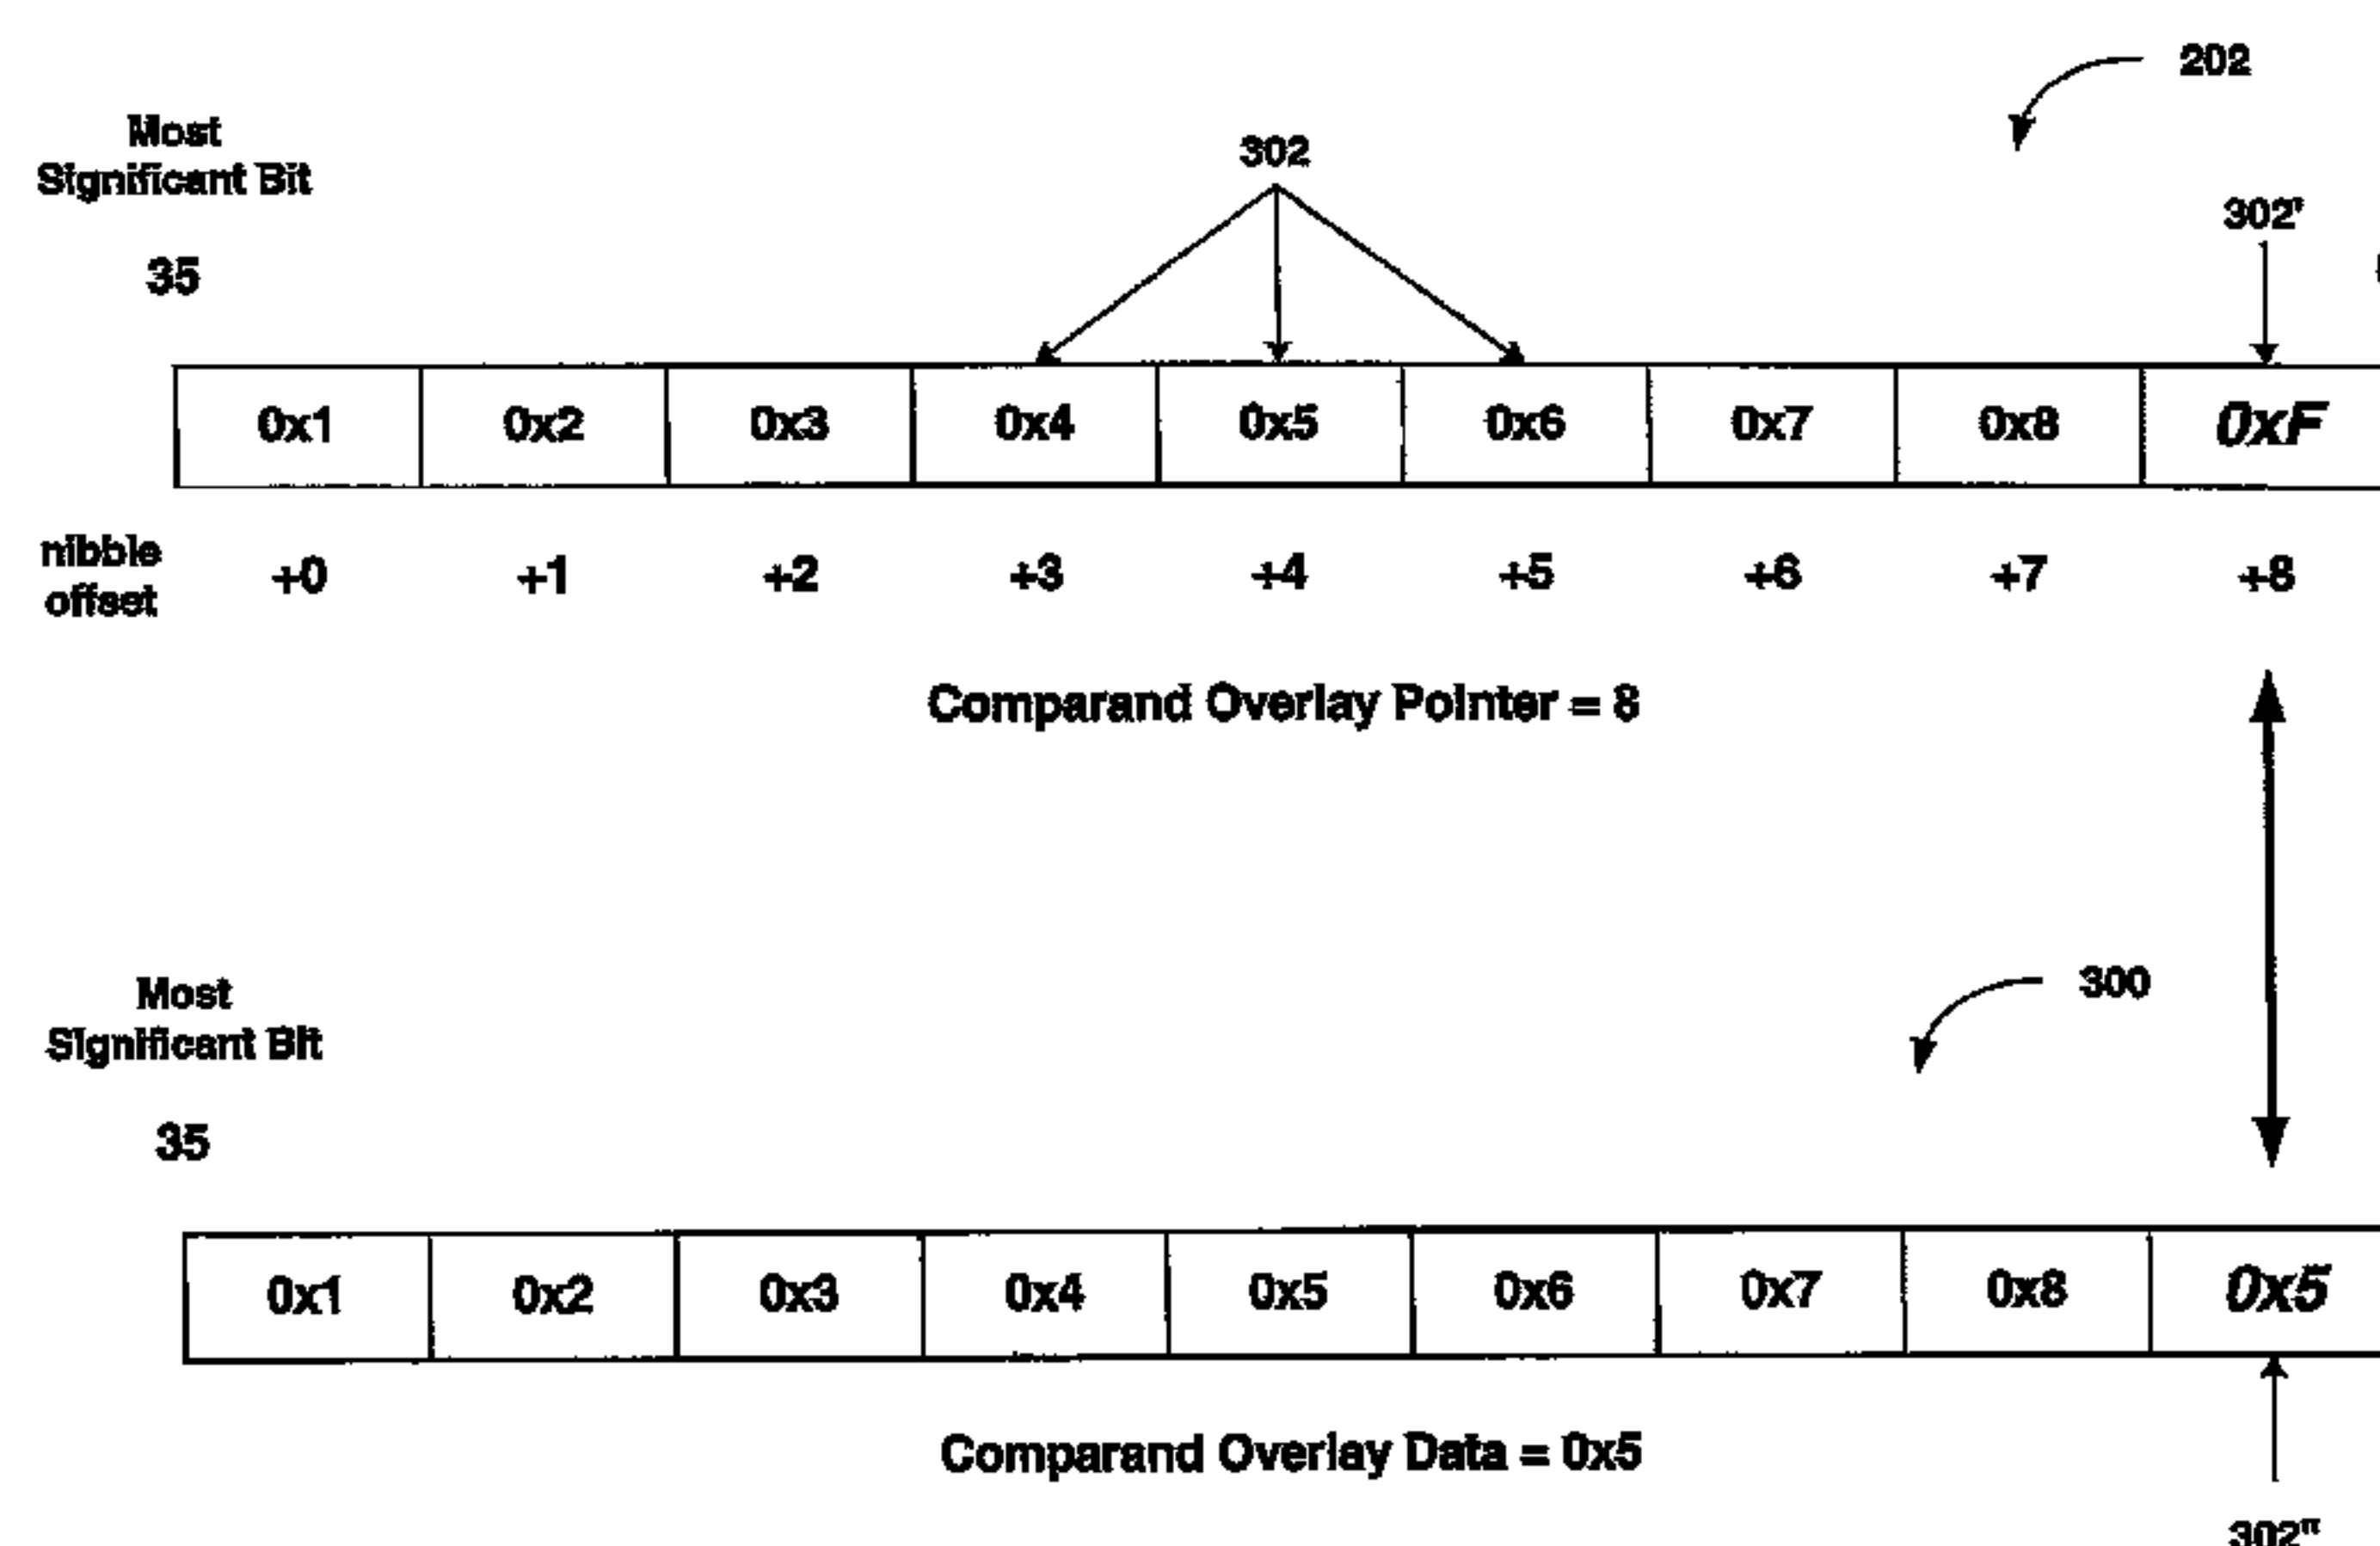 202
Most
Significant Bit
302
302'
35
0x1 0x2 0x3 0x4 0x5 0x6 0x7 0x8 0xF
nibble
offset
+0 +1 +2 +3 +4 +5 +6 +7 +8
Comparand Overlay Pointer = 8
Most
Significant Bit
300
35
0x1 0x2 0x3 0x4 0x5 0x6 0x7 0x8 0x5
Comparand Overlay Data = 0x5
302"